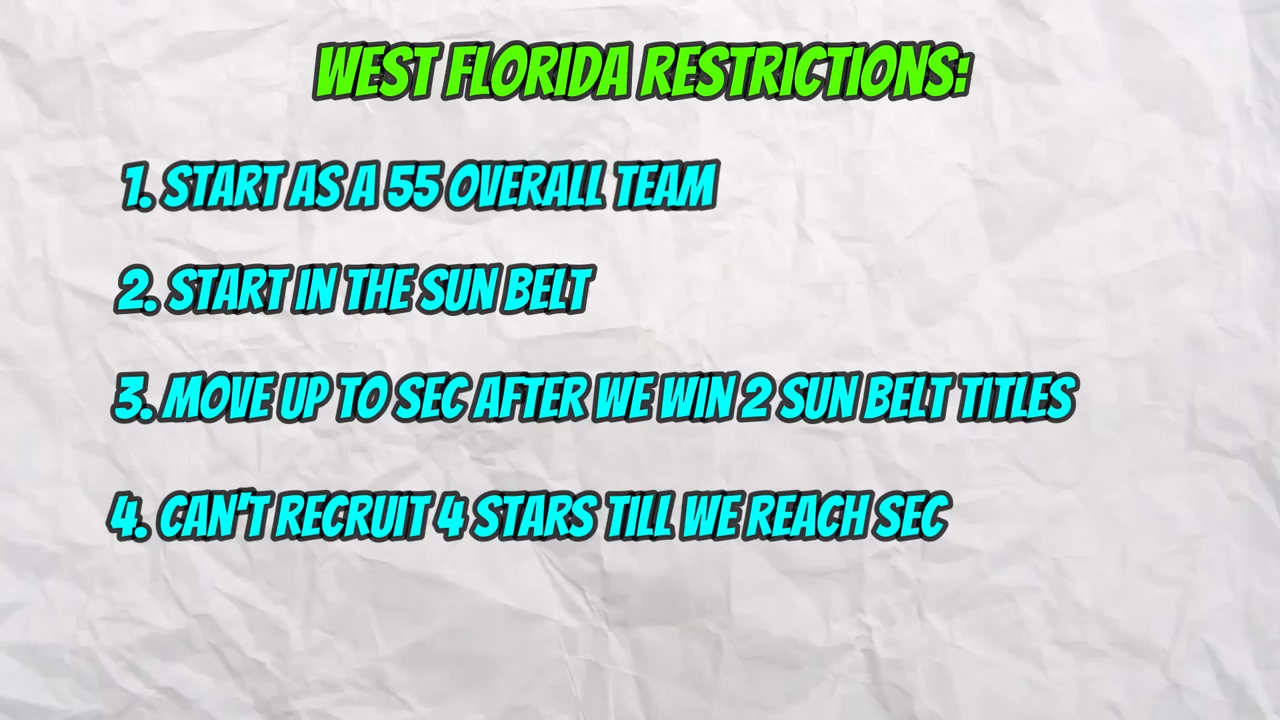 WEST FLORIDA RESTRICTIONS:
1. START AS A 55 OVERALL TEAM
2. START IN THE SUN BELT
3. MOVE UP TO SEC AFTER WE WIN 2 SUN BELT TITLES
4. CAN'T RECRUIT 4 STARS TILL WE REACH SEC